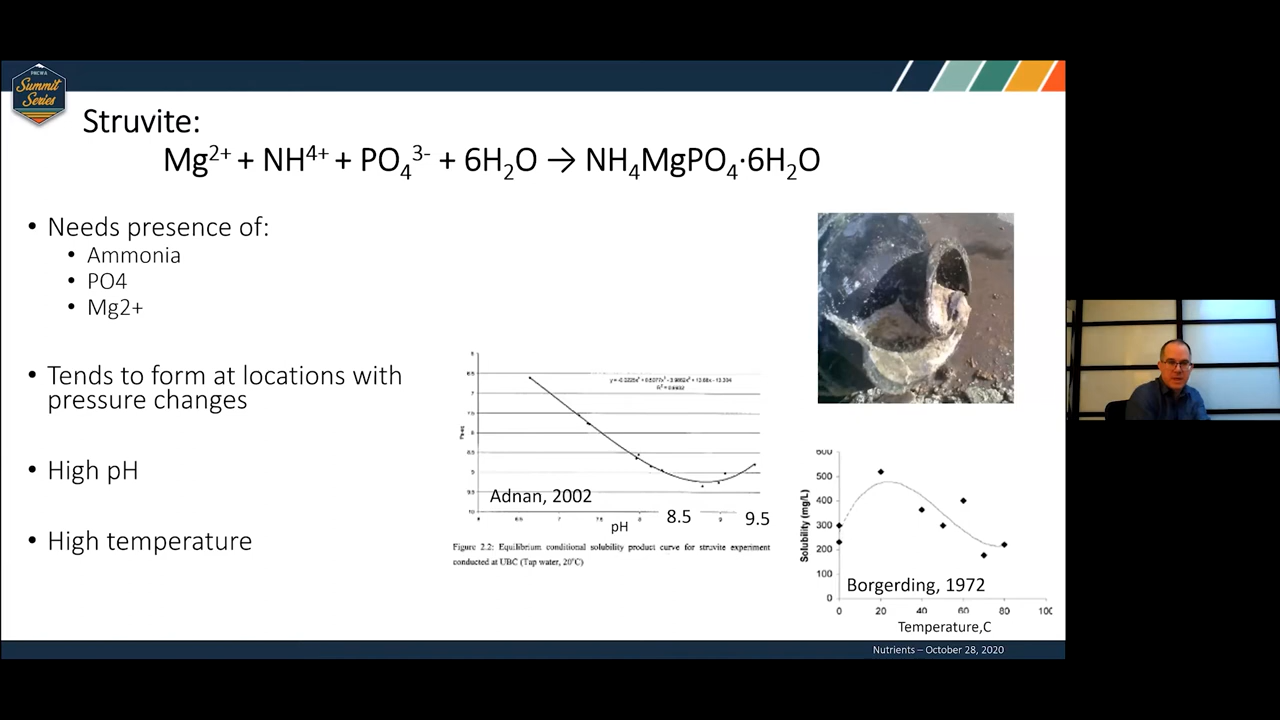 PNCWA
Summit
Series
Struvite:
Mg2+ + NH4+ + PO43- + 6H2O → NH4MgPO4·6H2O
• Needs presence of:
• Ammonia
• PO4
• Mg2+
• Tends to form at locations with
pressure changes
• High pH
• High temperature
Adnan, 2002
pH
8.5
9.5
Figure 2.2: Equilibrium conditional solubility product curve for struvite experiment
conducted at UBC (Tap water, 20°C)
600
500
400
300
200
100
0
Solubility (mg/L)
Borgerding, 1972
0 20 40 60 80 100
Temperature,C
Nutrients – October 28, 2020